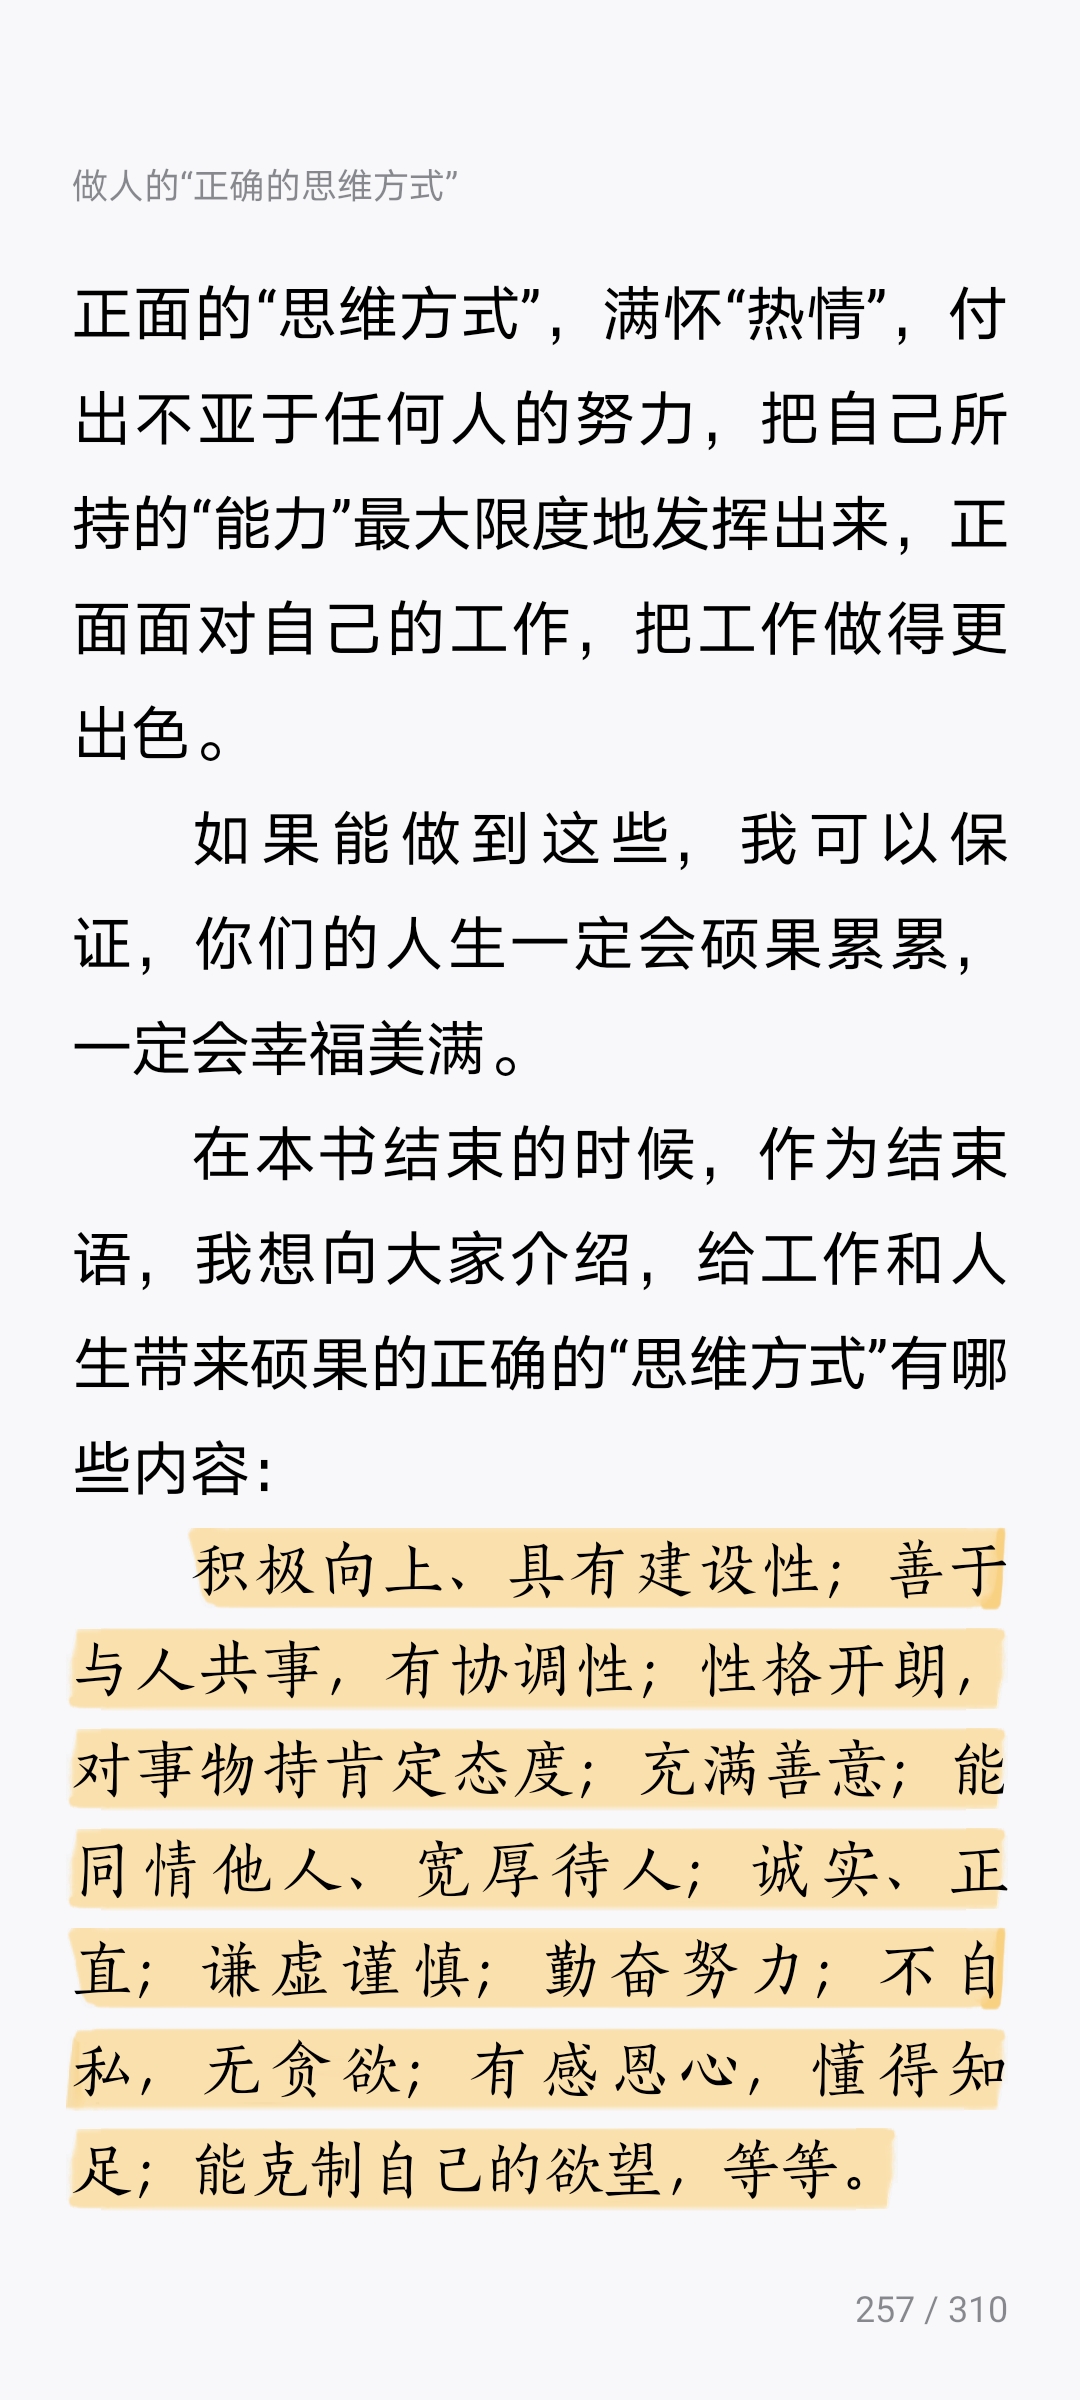 做人的“正确的思维方式”
正面的“思维方式”，满怀“热情”，付
出不亚于任何人的努力，把自己所
持的“能力”最大限度地发挥出来，正
面面对自己的工作，把工作做得更
出色。
如果能做到这些，我可以保
证，你们的人生一定会硕果累累，
一定会幸福美满。
在本书结束的时候，作为结束
语，我想向大家介绍，给工作和人
生带来硕果的正确的“思维方式”有哪
些内容：
积极向上、具有建设性；善于
与人共事，有协调性；性格开朗，
对事物持肯定态度；充满善意；能
同情他人、宽厚待人；诚实、正
直；谦虚谨慎；勤奋努力；不自
私，无贪欲；有感恩心，懂得知
足；能克制自己的欲望，等等。
257 / 310